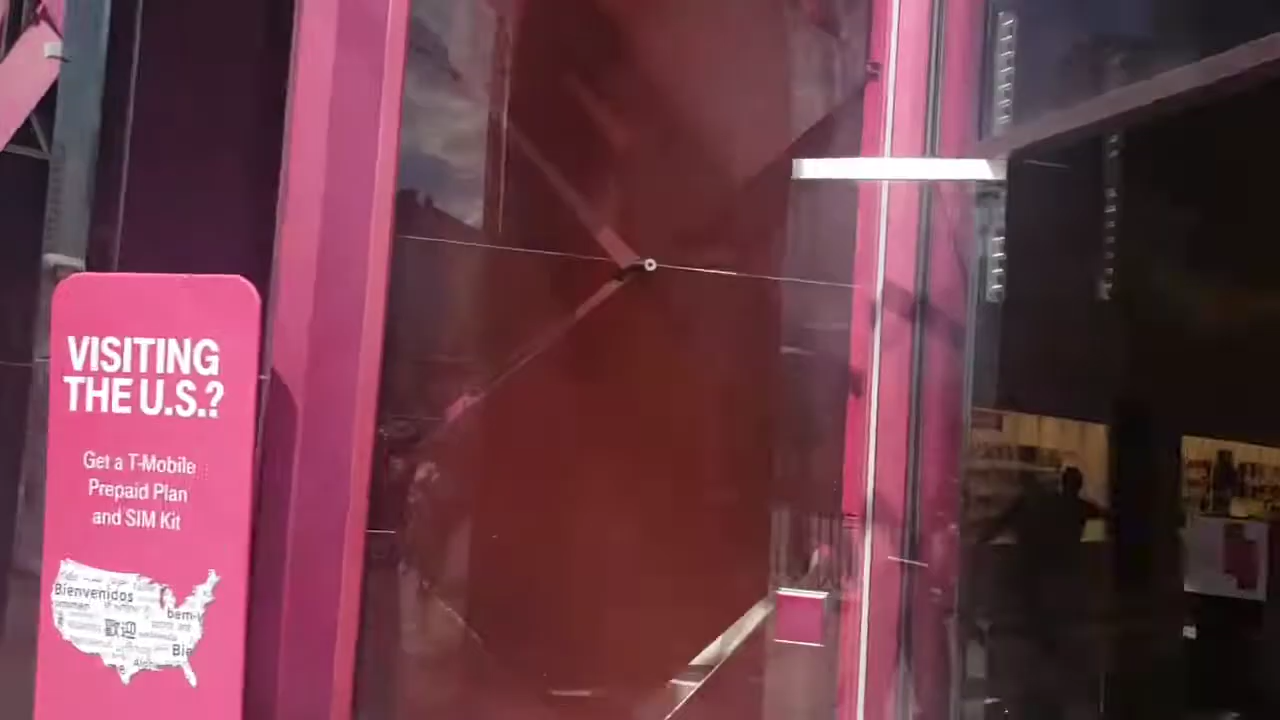 VISITING
THE U.S.?
Get a T-Mobile
Prepaid Plan
and SIM Kit
Bienvenidos